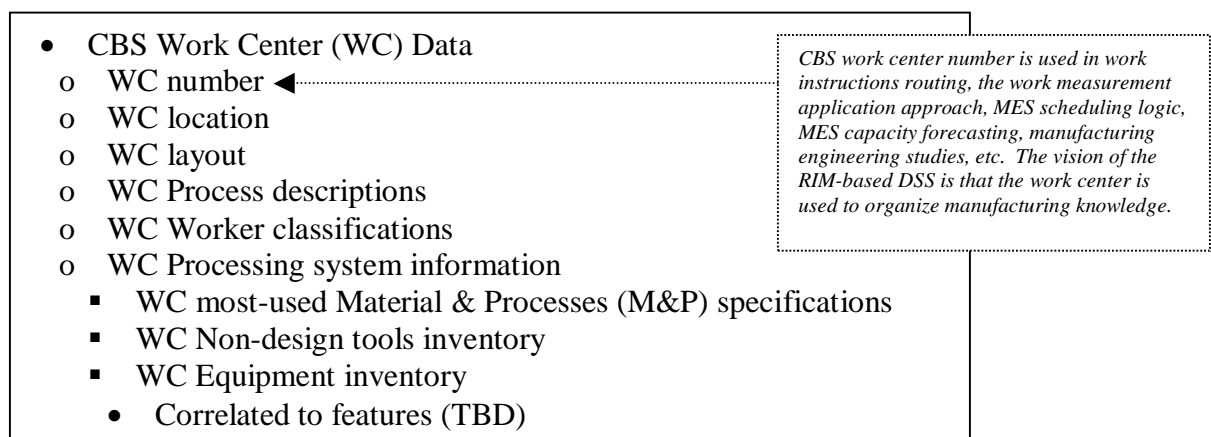 • CBS Work Center (WC) Data
o WC number
o WC location
o WC layout
o WC Process descriptions
o WC Worker classifications
o WC Processing system information
▪ WC most-used Material & Processes (M&P) specifications
▪ WC Non-design tools inventory
▪ WC Equipment inventory
• Correlated to features (TBD)
CBS work center number is used in work
instructions routing, the work measurement
application approach, MES scheduling logic,
MES capacity forecasting, manufacturing
engineering studies, etc.  The vision of the
RIM-based DSS is that the work center is
used to organize manufacturing knowledge.